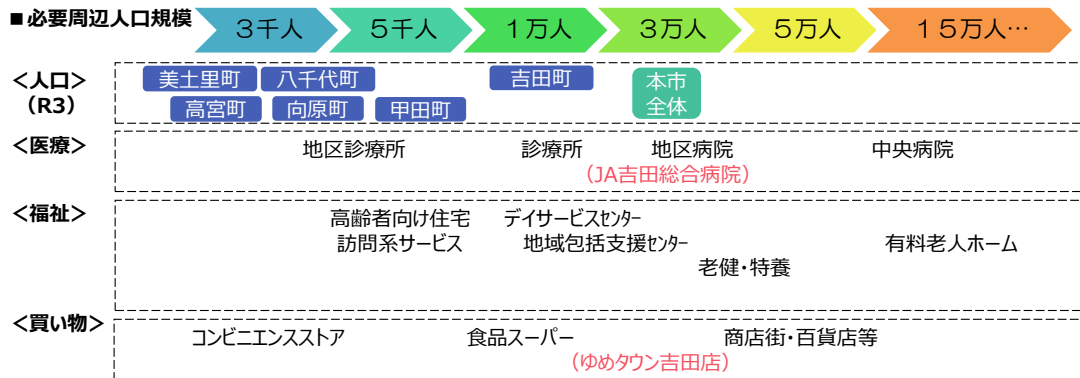 ■必要周辺人口規模 3千人 5千人 1万人 3万人 5万人 15万人…
＜人口＞ 美土里町 八千代町 吉田町 本市
（R3） 高宮町 向原町 甲田町 全体
＜医療＞ 地区診療所 診療所 地区病院 中央病院
（JA吉田総合病院）
＜福祉＞ 高齢者向け住宅 デイサービスセンター
訪問系サービス 地域包括支援センター 有料老人ホーム
老健・特養
＜買い物＞ コンビニエンスストア 食品スーパー 商店街・百貨店等
（ゆめタウン吉田店）